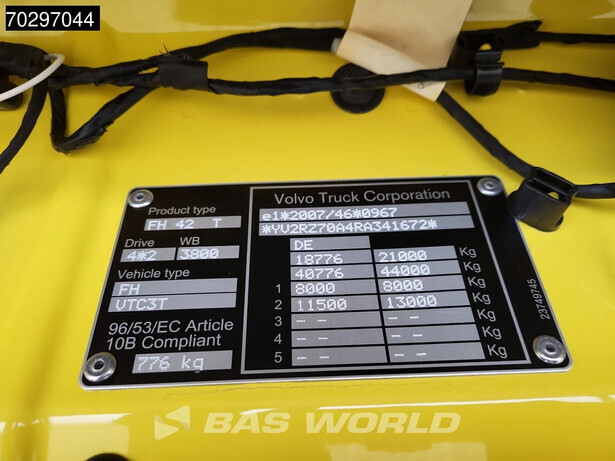 70297044
Product type
FH 42 T
Drive WB
4*2 3800
Vehicle type
FH
VTC3T
96/53/EC Article
10B Compliant
776 kg
Volvo Truck Corporation
e1*2007/46*0967
*YV2RZ70A4RA341672*
DE
18776 21000 Kg
40776 44000 Kg
1 8000 8000 Kg
2 11500 13000 Kg
3 -- -- Kg
4 -- -- Kg
5 -- -- Kg
23749745
BAS WORLD